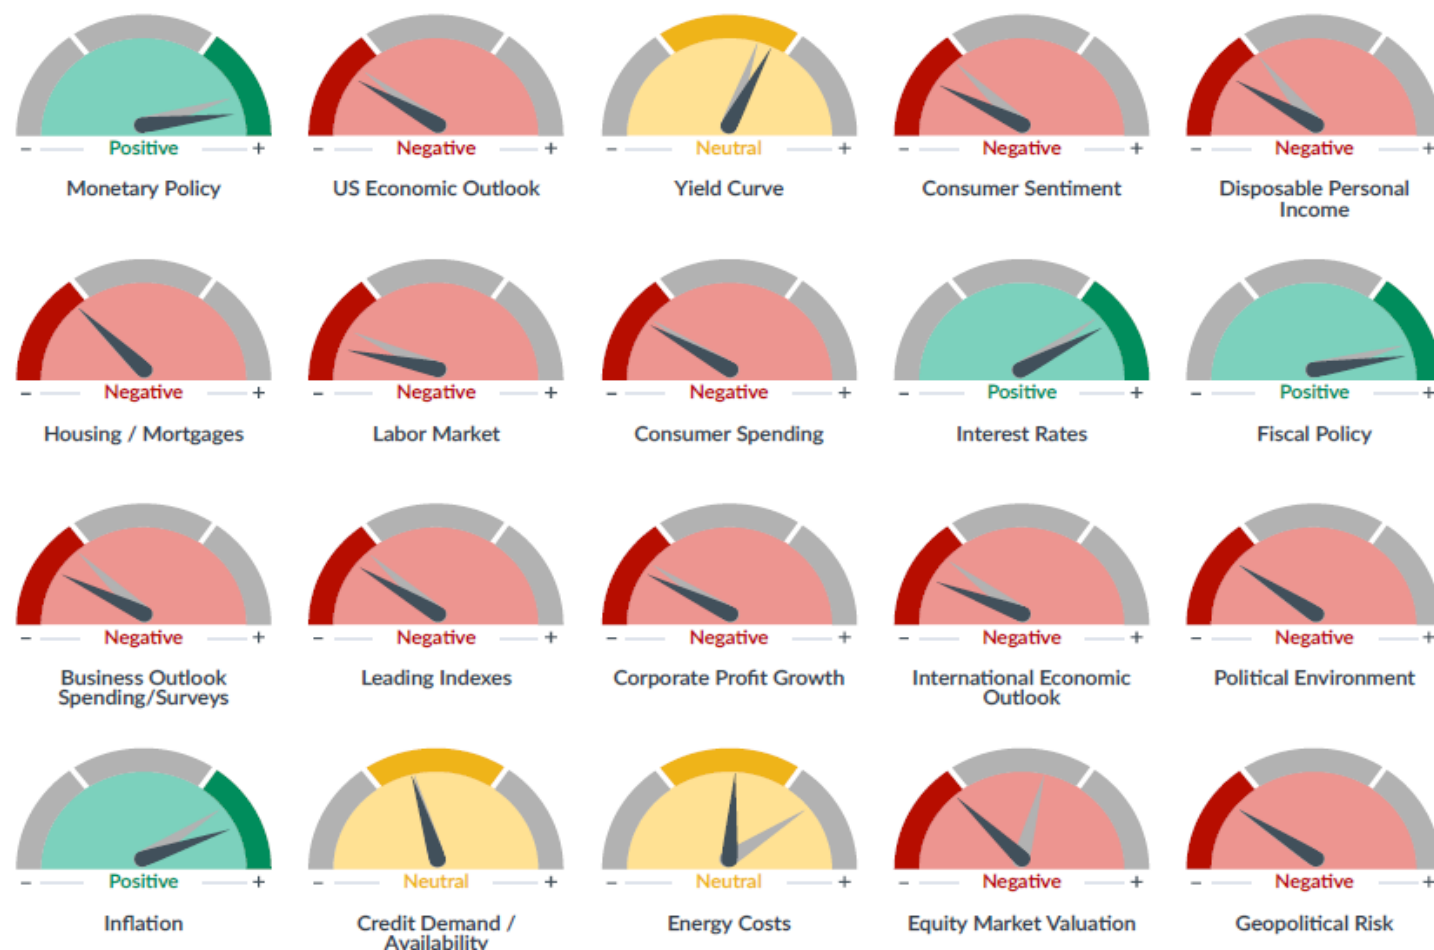 - Positive +
- Negative +
- Neutral +
- Negative +
- Negative +
Monetary Policy
US Economic Outlook
Yield Curve
Consumer Sentiment
Disposable Personal
Income
- Negative +
- Negative +
- Negative +
- Positive +
- Positive +
Housing / Mortgages
Labor Market
Consumer Spending
Interest Rates
Fiscal Policy
- Negative +
- Negative +
- Negative +
- Negative +
- Negative +
Business Outlook
Spending/Surveys
Leading Indexes
Corporate Profit Growth
International Economic
Outlook
Political Environment
- Positive +
- Neutral +
- Neutral +
- Negative +
- Negative +
Inflation
Credit Demand /
Availability
Energy Costs
Equity Market Valuation
Geopolitical Risk